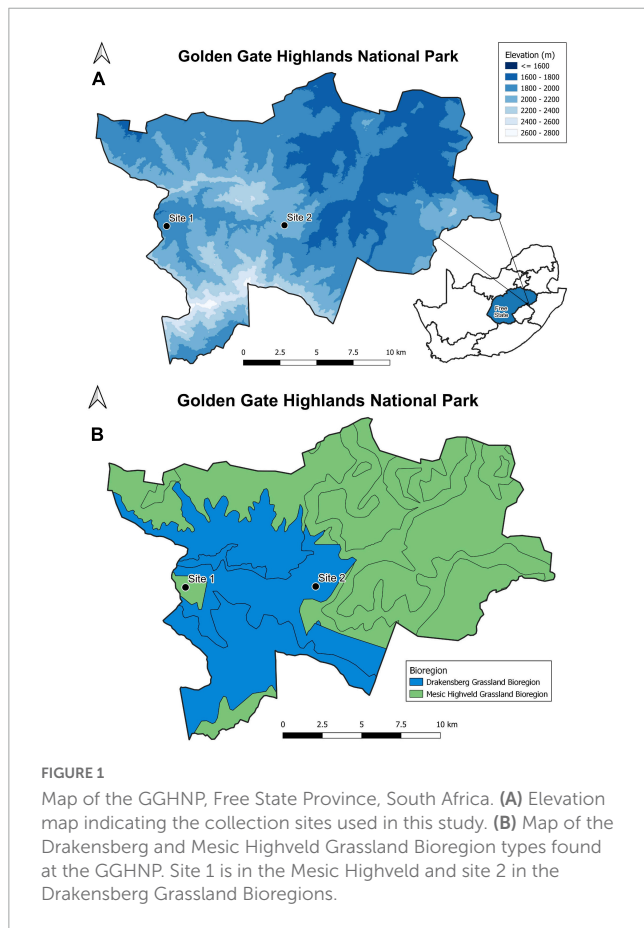 Golden Gate Highlands National Park
A
Elevation (m)
<= 1600
1600 - 1800
1800 - 2000
2000 - 2200
2200 - 2400
2400 - 2600
2600 - 2800
Site 1
Site 2
Free
State
0 2.5 5 7.5 10 km
Golden Gate Highlands National Park
B
Site 1
Site 2
Bioregion
Drakensberg Grassland Bioregion
Mesic Highveld Grassland Bioregion
0 2.5 5 7.5 10 km
FIGURE 1
Map of the GGHNP, Free State Province, South Africa. (A) Elevation
map indicating the collection sites used in this study. (B) Map of the
Drakensberg and Mesic Highveld Grassland Bioregion types found
at the GGHNP. Site 1 is in the Mesic Highveld and site 2 in the
Drakensberg Grassland Bioregions.